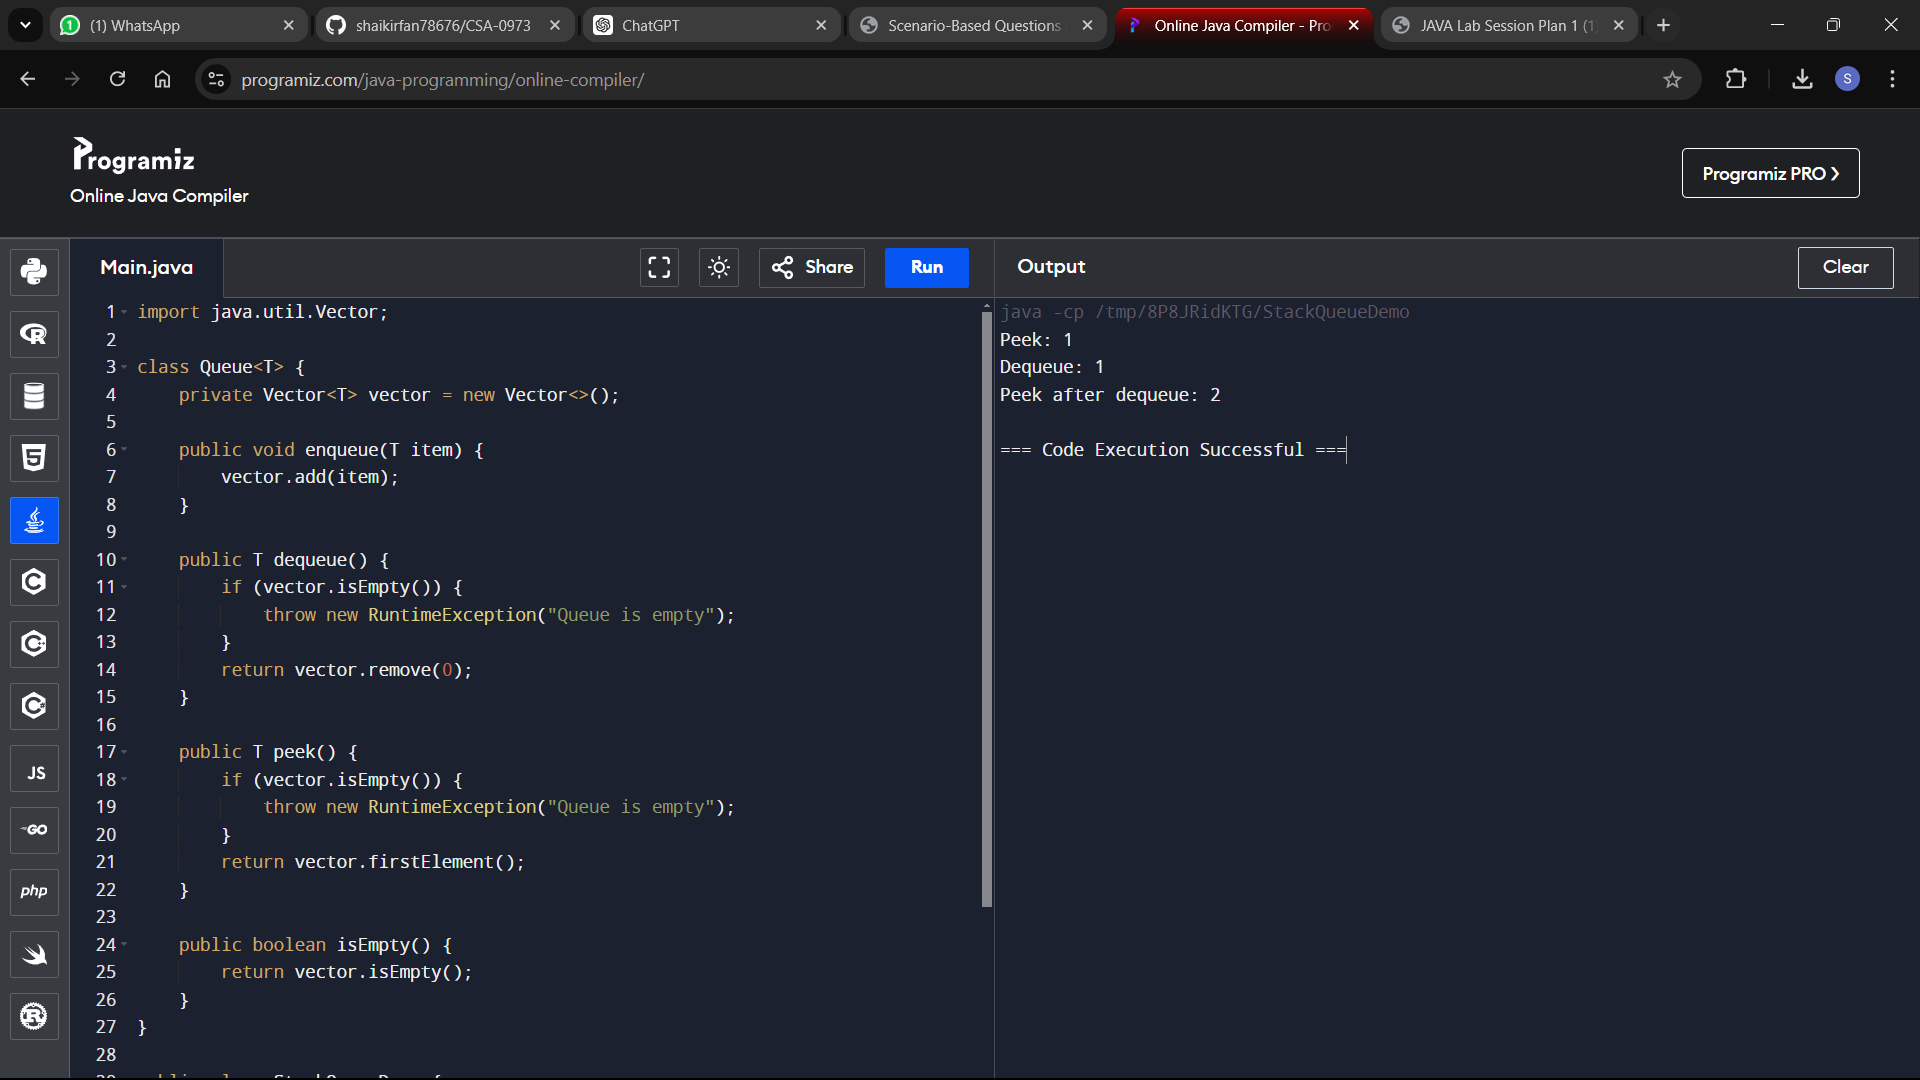 (1) WhatsApp
shaikirfan78676/CSA-0973
ChatGPT
Scenario-Based Questions
Online Java Compiler - Pro
JAVA Lab Session Plan 1 (1)
programiz.com/java-programming/online-compiler/
S
Programiz
Online Java Compiler
Programiz PRO
Main.java
Share
Run
Output
Clear
1 import java.util.Vector;
2
3 class Queue<T> {
4 private Vector<T> vector = new Vector<>();
5
6 public void enqueue(T item) {
7 vector.add(item);
8 }
9
10 public T dequeue() {
11 if (vector.isEmpty()) {
12 throw new RuntimeException("Queue is empty");
13 }
14 return vector.remove(0);
15 }
16
17 public T peek() {
18 if (vector.isEmpty()) {
19 throw new RuntimeException("Queue is empty");
20 }
21 return vector.firstElement();
22 }
23
24 public boolean isEmpty() {
25 return vector.isEmpty();
26 }
27 }
28
java -cp /tmp/8P8JRidKTG/StackQueueDemo
Peek: 1
Dequeue: 1
Peek after dequeue: 2
=== Code Execution Successful ===
R
5
C
C
C
JS
GO
php
R